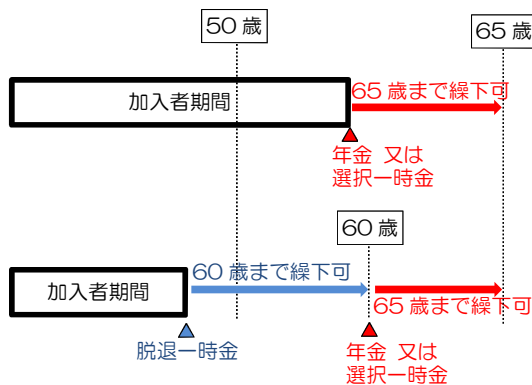 50 歳
65 歳
加入者期間
65 歳まで繰下可
年金 又は
選択一時金
60 歳
加入者期間
60 歳まで繰下可
65 歳まで繰下可
脱退一時金
年金 又は
選択一時金